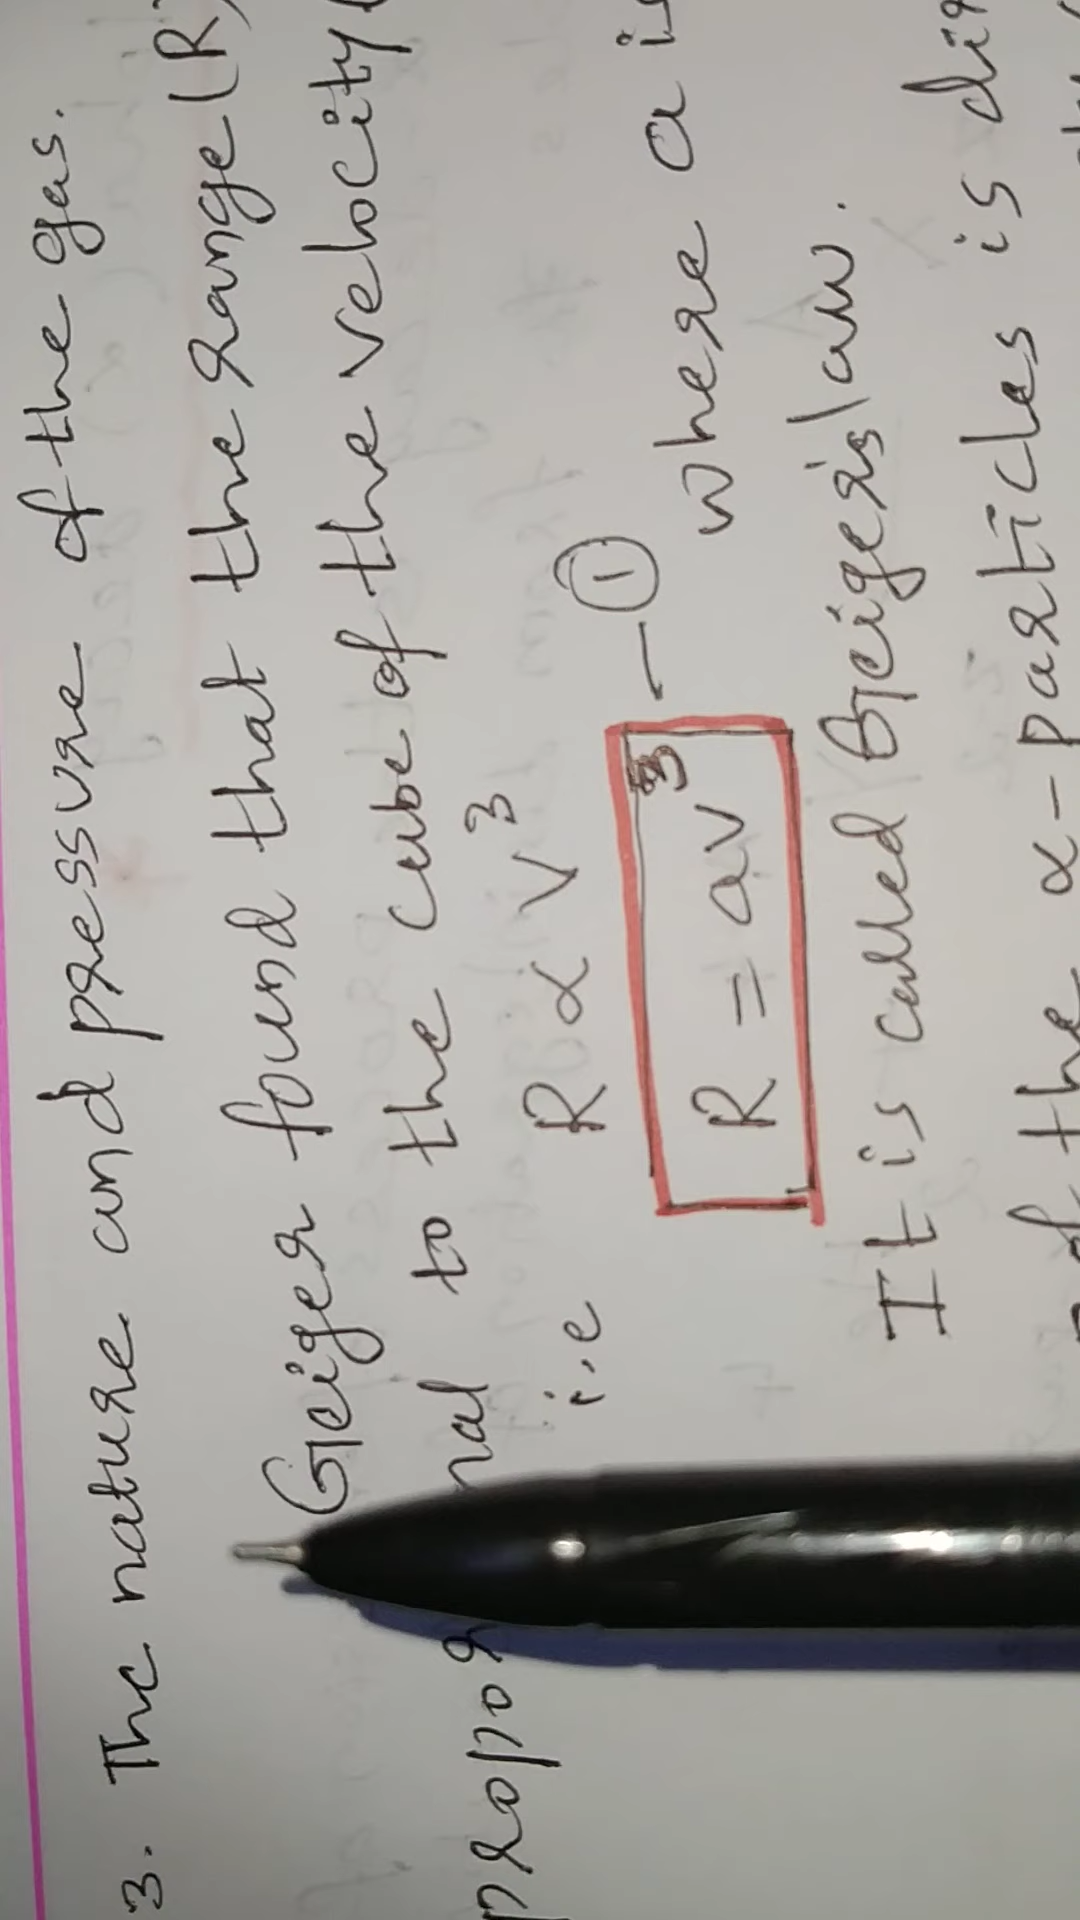 3. The nature and pressure of the gas.
Geiger found that the range (R)
nal to the cube of the velocity
i.e R ∝ V³
R = av³ — ① where a is
It is called Geiger's law.
of the α-particles is